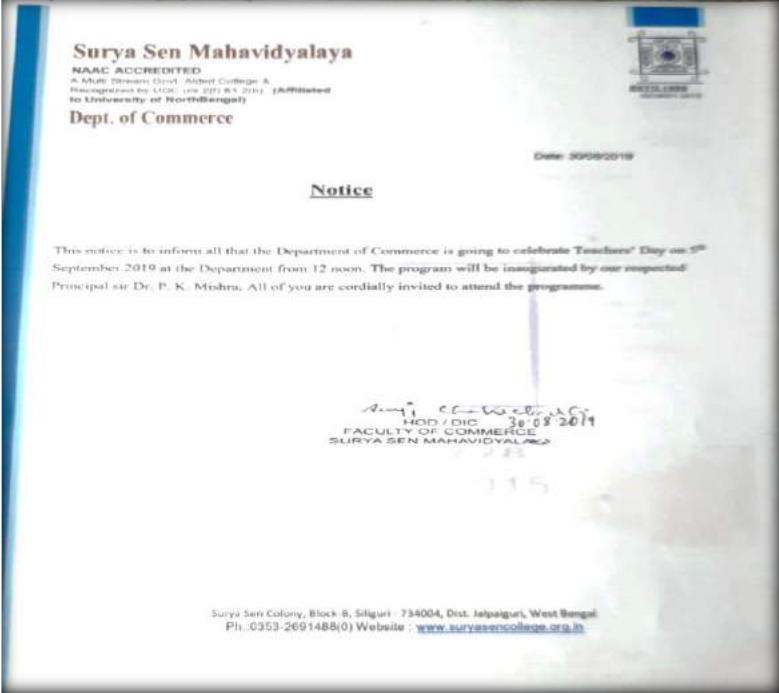 Surya Sen Mahavidyalaya
NAAC ACCREDITED
A Multi Stream Govt. Aided College &
Recognized by UGC u/s 2(f) & 2(b) (Affiliated
to University of NorthBengal)
Dept. of Commerce
ESTD.1998
Date: 30/08/2019
Notice
This notice is to inform all that the Department of Commerce is going to celebrate Teachers' Day on 5th
September 2019 at the Department from 12 noon. The program will be inaugurated by our respected
Principal sir Dr. P. K. Mishra. All of you are cordially invited to attend the programme.
30.08.2019
HOD / DIC
FACULTY OF COMMERCE
SURYA SEN MAHAVIDYALAYA
Surya Sen Colony, Block-B, Siliguri - 734004, Dist. Jalpaiguri, West Bengal
Ph.:0353-2691488(0) Website : www.suryasencollege.org.in